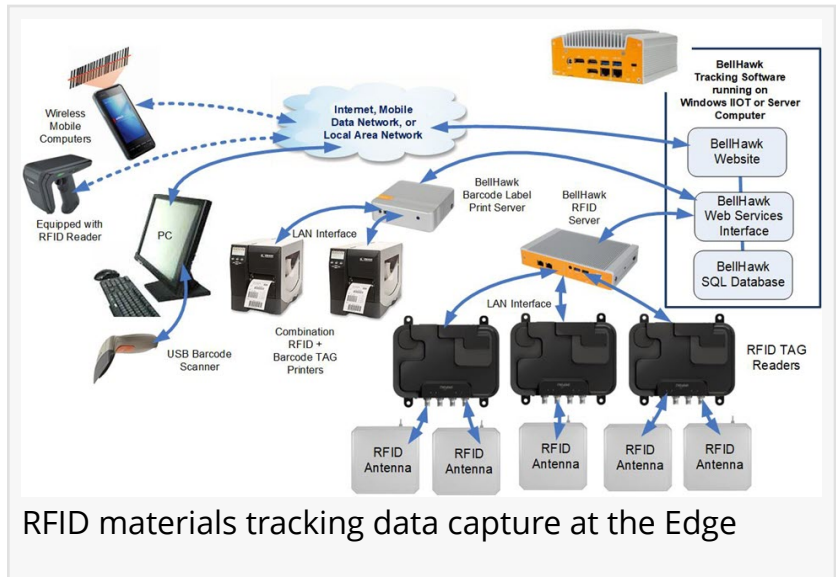 BellHawk
Tracking Software
running on
Windows IIOT or Server
Computer
Internet, Mobile
Data Network, or
Local Area Network
Wireless
Mobile
Computers
BellHawk
Website
BellHawk
Barcode Label
Print Server
BellHawk
RFID
Server
BellHawk
Web Services
Interface
Equipped with
RFID Reader
PC
LAN Interface
BellHawk
SQL Database
LAN Interface
Combination
RFID +
Barcode TAG
Printers
USB Barcode
Scanner
RFID TAG
Readers
RFID
Antenna
RFID
Antenna
RFID
Antenna
RFID
Antenna
RFID
Antenna
RFID materials tracking data capture at the Edge